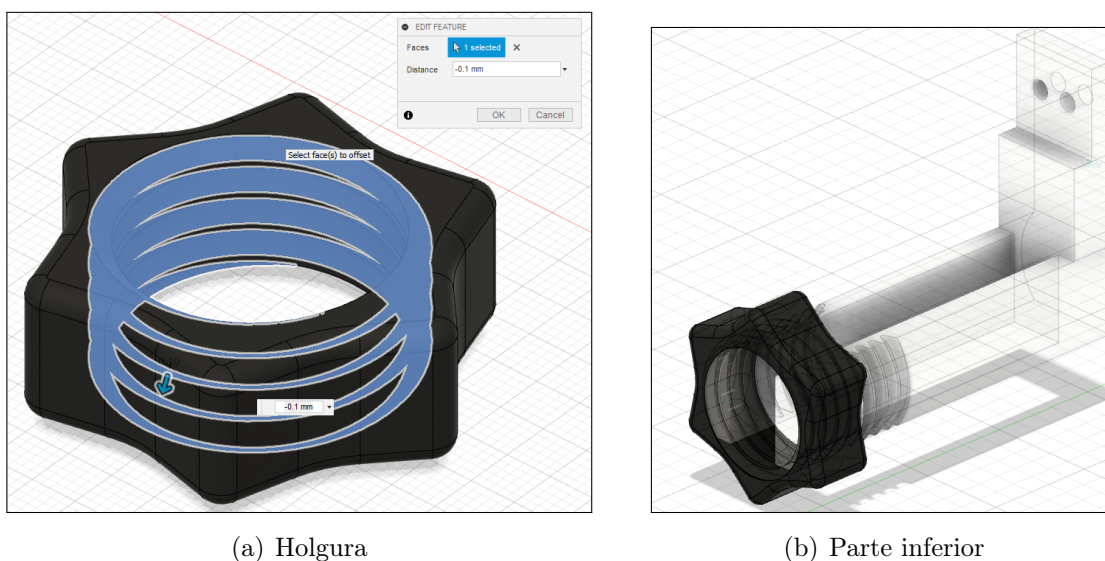 EDIT FEATURE
Faces 1 selected
Distance -0.1 mm
OK Cancel
Select face(s) to offset
-0.1 mm
(a) Holgura
(b) Parte inferior